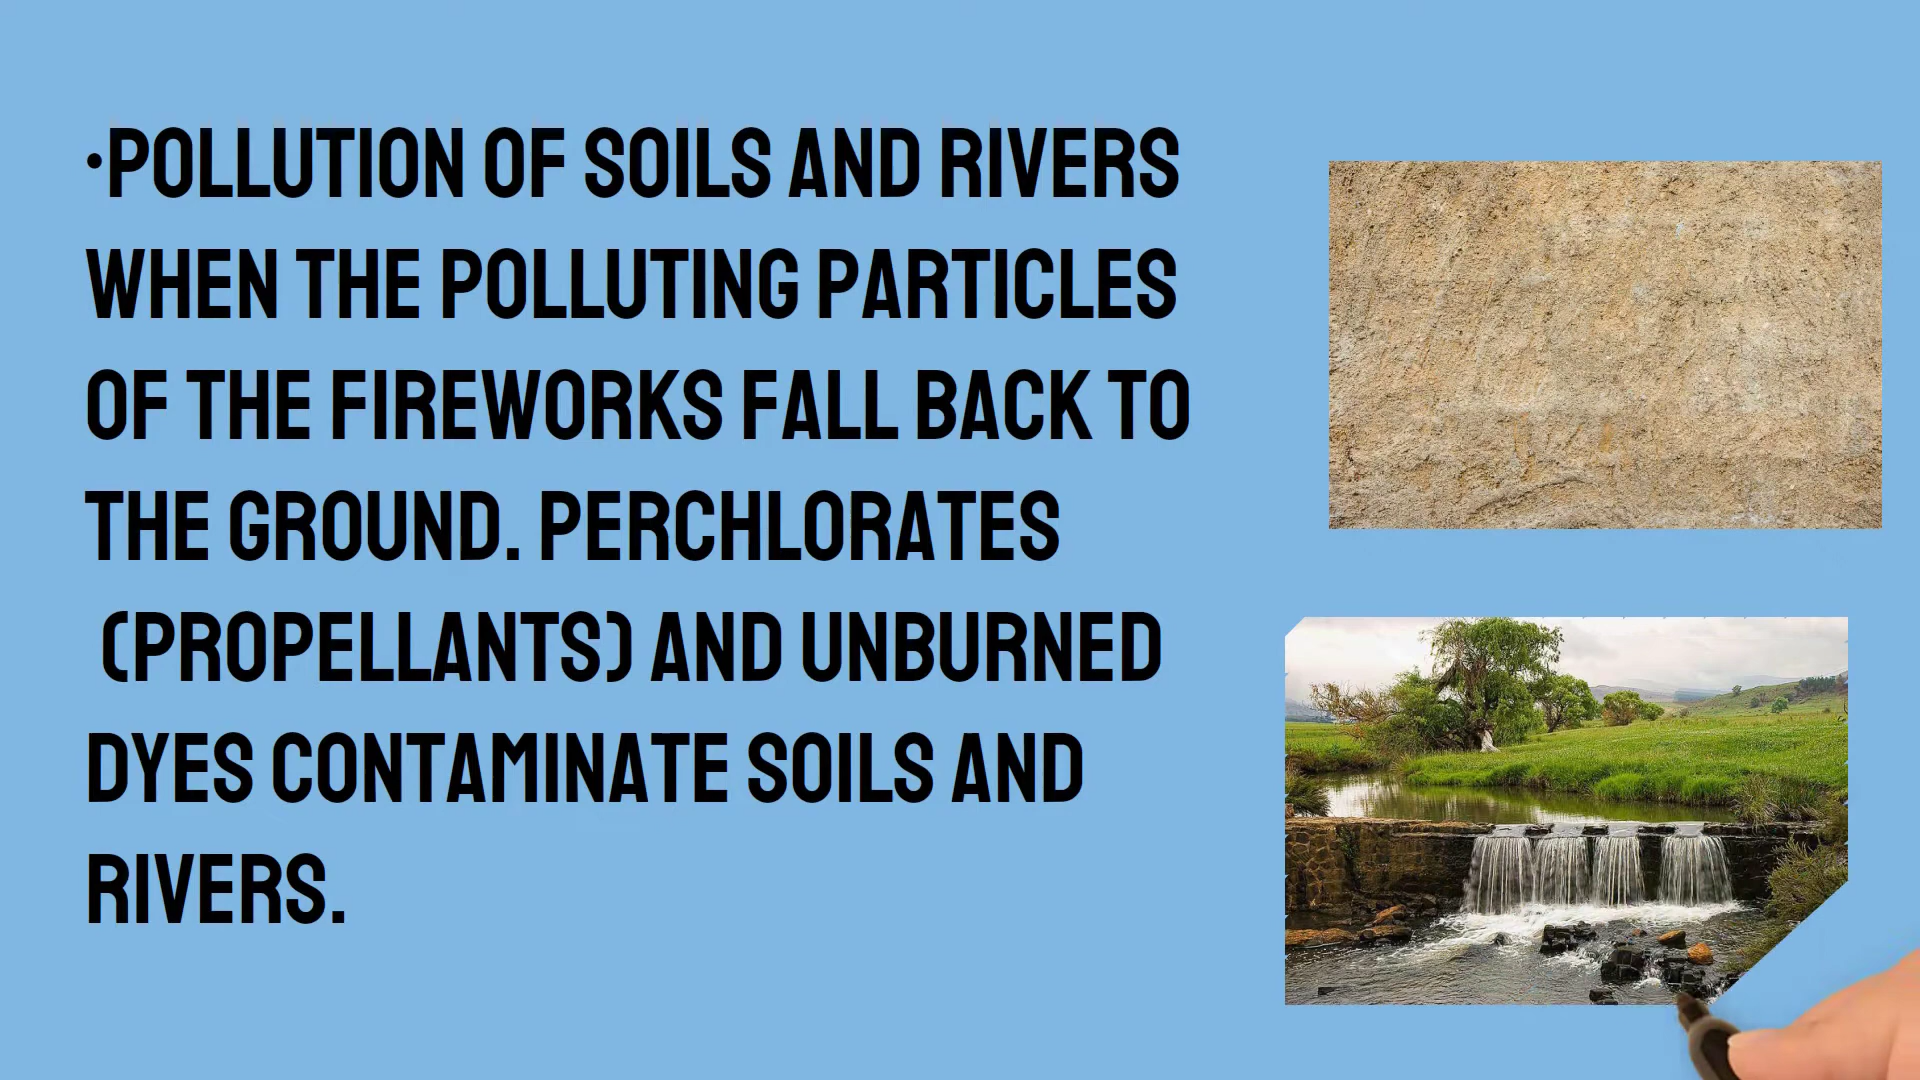 ·POLLUTION OF SOILS AND RIVERS
WHEN THE POLLUTING PARTICLES
OF THE FIREWORKS FALL BACK TO
THE GROUND. PERCHLORATES
(PROPELLANTS) AND UNBURNED
DYES CONTAMINATE SOILS AND
RIVERS.